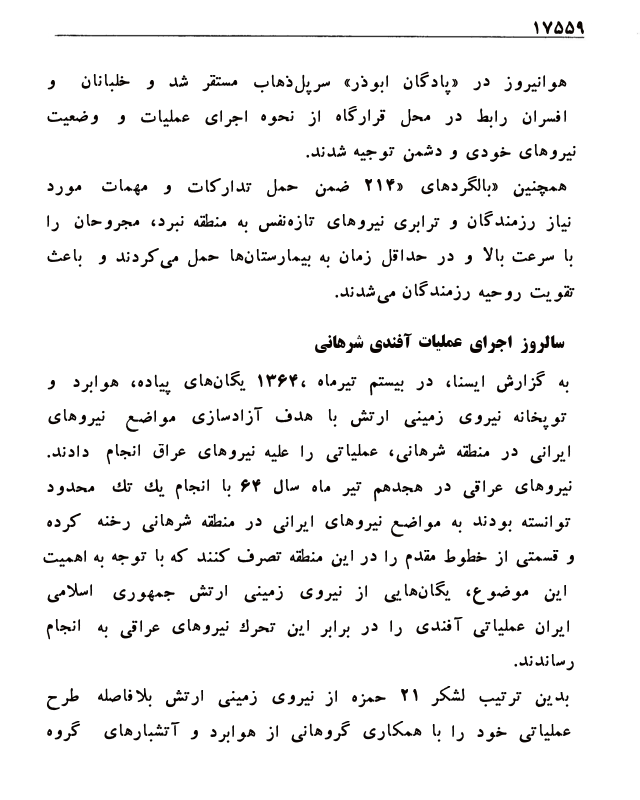 ۱۷۵۵۹
هوانیروز در «پادگان ابوذر» سرپل‌ذهاب مستقر شد و خلبانان و
افسران رابط در محل قرارگاه از نحوه اجرای عملیات و وضعیت
نیروهای خودی و دشمن توجیه شدند.
همچنین «بالگردهای «۲۱۴ ضمن حمل تدارکات و مهمات مورد
نیاز رزمندگان و ترابری نیروهای تازه‌نفس به منطقه نبرد، مجروحان را
با سرعت بالا و در حداقل زمان به بیمارستان‌ها حمل می‌کردند و باعث
تقویت روحیه رزمندگان می‌شدند.
سالروز اجرای عملیات آفندی شرهانی
به گزارش ایسنا، در بیستم تیرماه ،۱۳۶۴ یگان‌های پیاده، هوابرد و
توپخانه نیروی زمینی ارتش با هدف آزادسازی مواضع نیروهای
ایرانی در منطقه شرهانی، عملیاتی را علیه نیروهای عراق انجام دادند.
نیروهای عراقی در هجدهم تیر ماه سال ۶۴ با انجام یك تك محدود
توانسته بودند به مواضع نیروهای ایرانی در منطقه شرهانی رخنه کرده
و قسمتی از خطوط مقدم را در این منطقه تصرف کنند که با توجه به اهمیت
این موضوع، یگان‌هایی از نیروی زمینی ارتش جمهوری اسلامی
ایران عملیاتی آفندی را در برابر این تحرك نیروهای عراقی به انجام
رساندند.
بدین ترتیب لشکر ۲۱ حمزه از نیروی زمینی ارتش بلافاصله طرح
عملیاتی خود را با همکاری گروهانی از هوابرد و آتشبارهای گروه